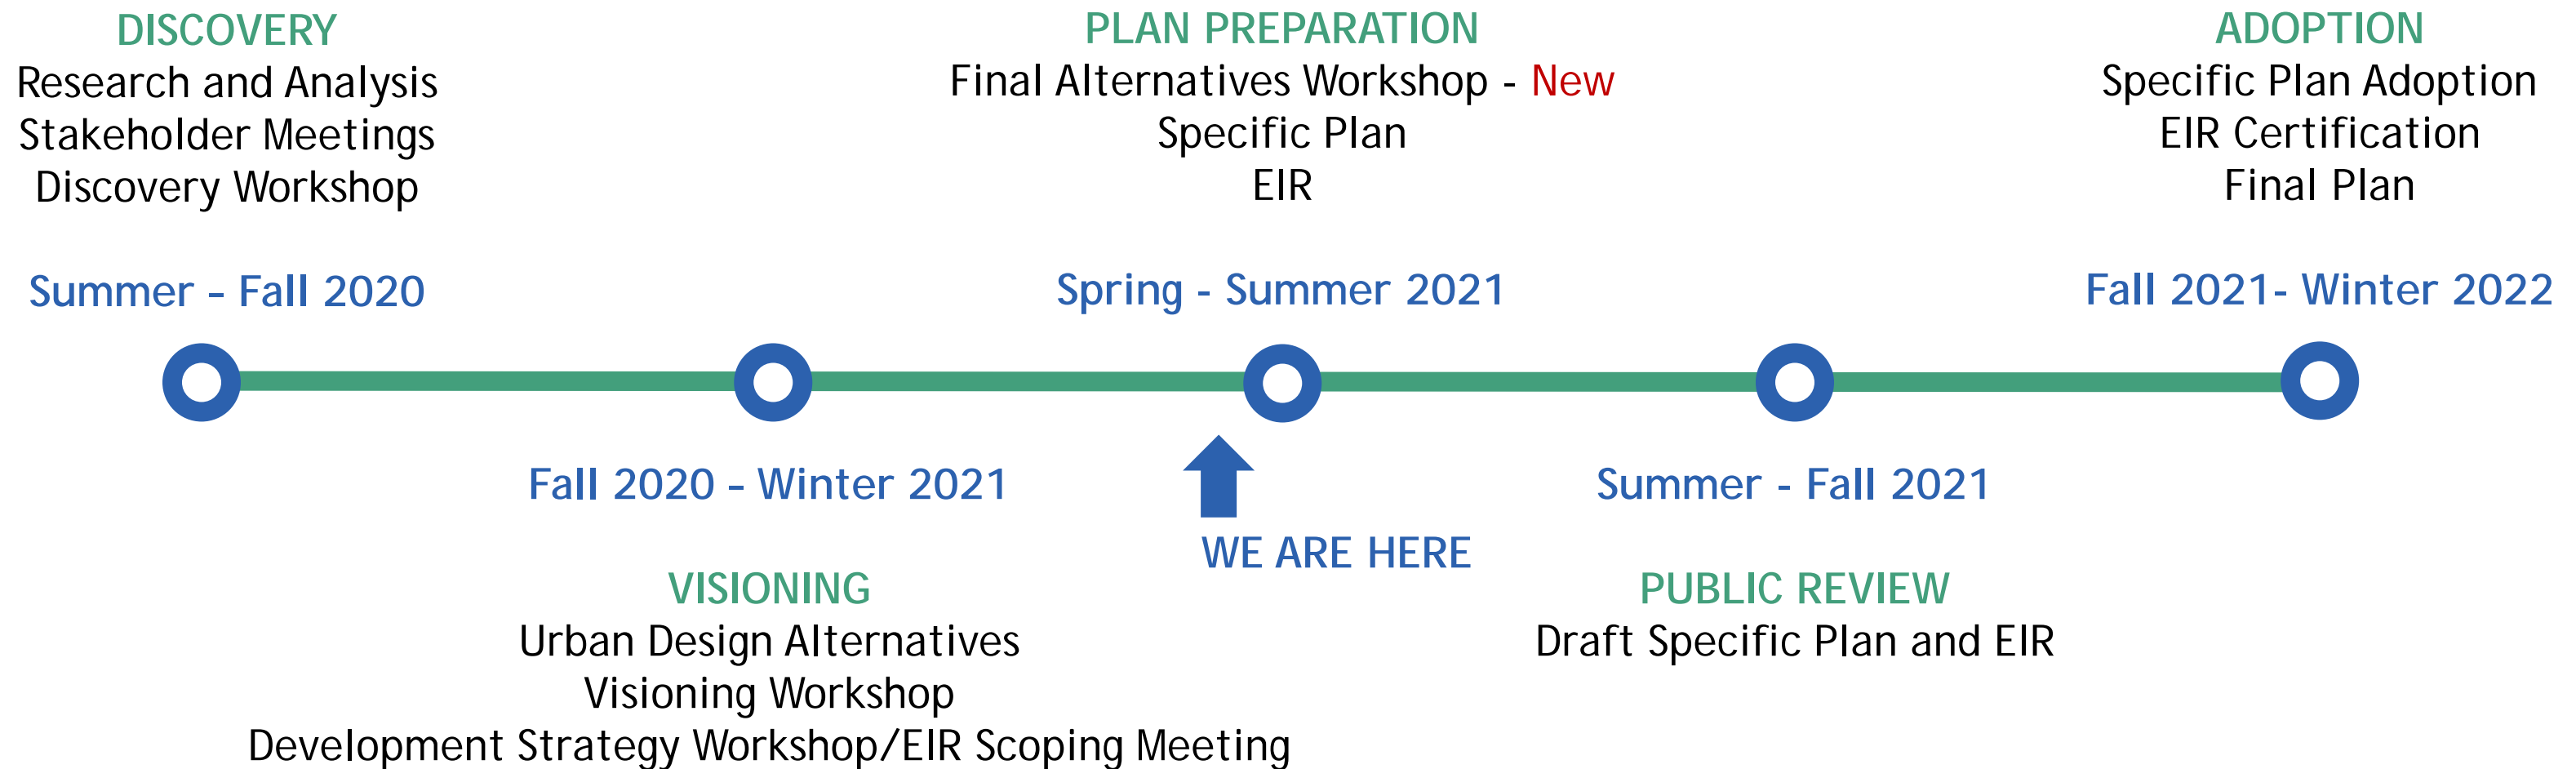 DISCOVERY
Research and Analysis
Stakeholder Meetings
Discovery Workshop
Summer - Fall 2020
PLAN PREPARATION
Final Alternatives Workshop - New
Specific Plan
EIR
Spring - Summer 2021
ADOPTION
Specific Plan Adoption
EIR Certification
Final Plan
Fall 2021- Winter 2022
Fall 2020 - Winter 2021
VISIONING
Urban Design Alternatives
Visioning Workshop
Development Strategy Workshop/EIR Scoping Meeting
WE ARE HERE
Summer - Fall 2021
PUBLIC REVIEW
Draft Specific Plan and EIR